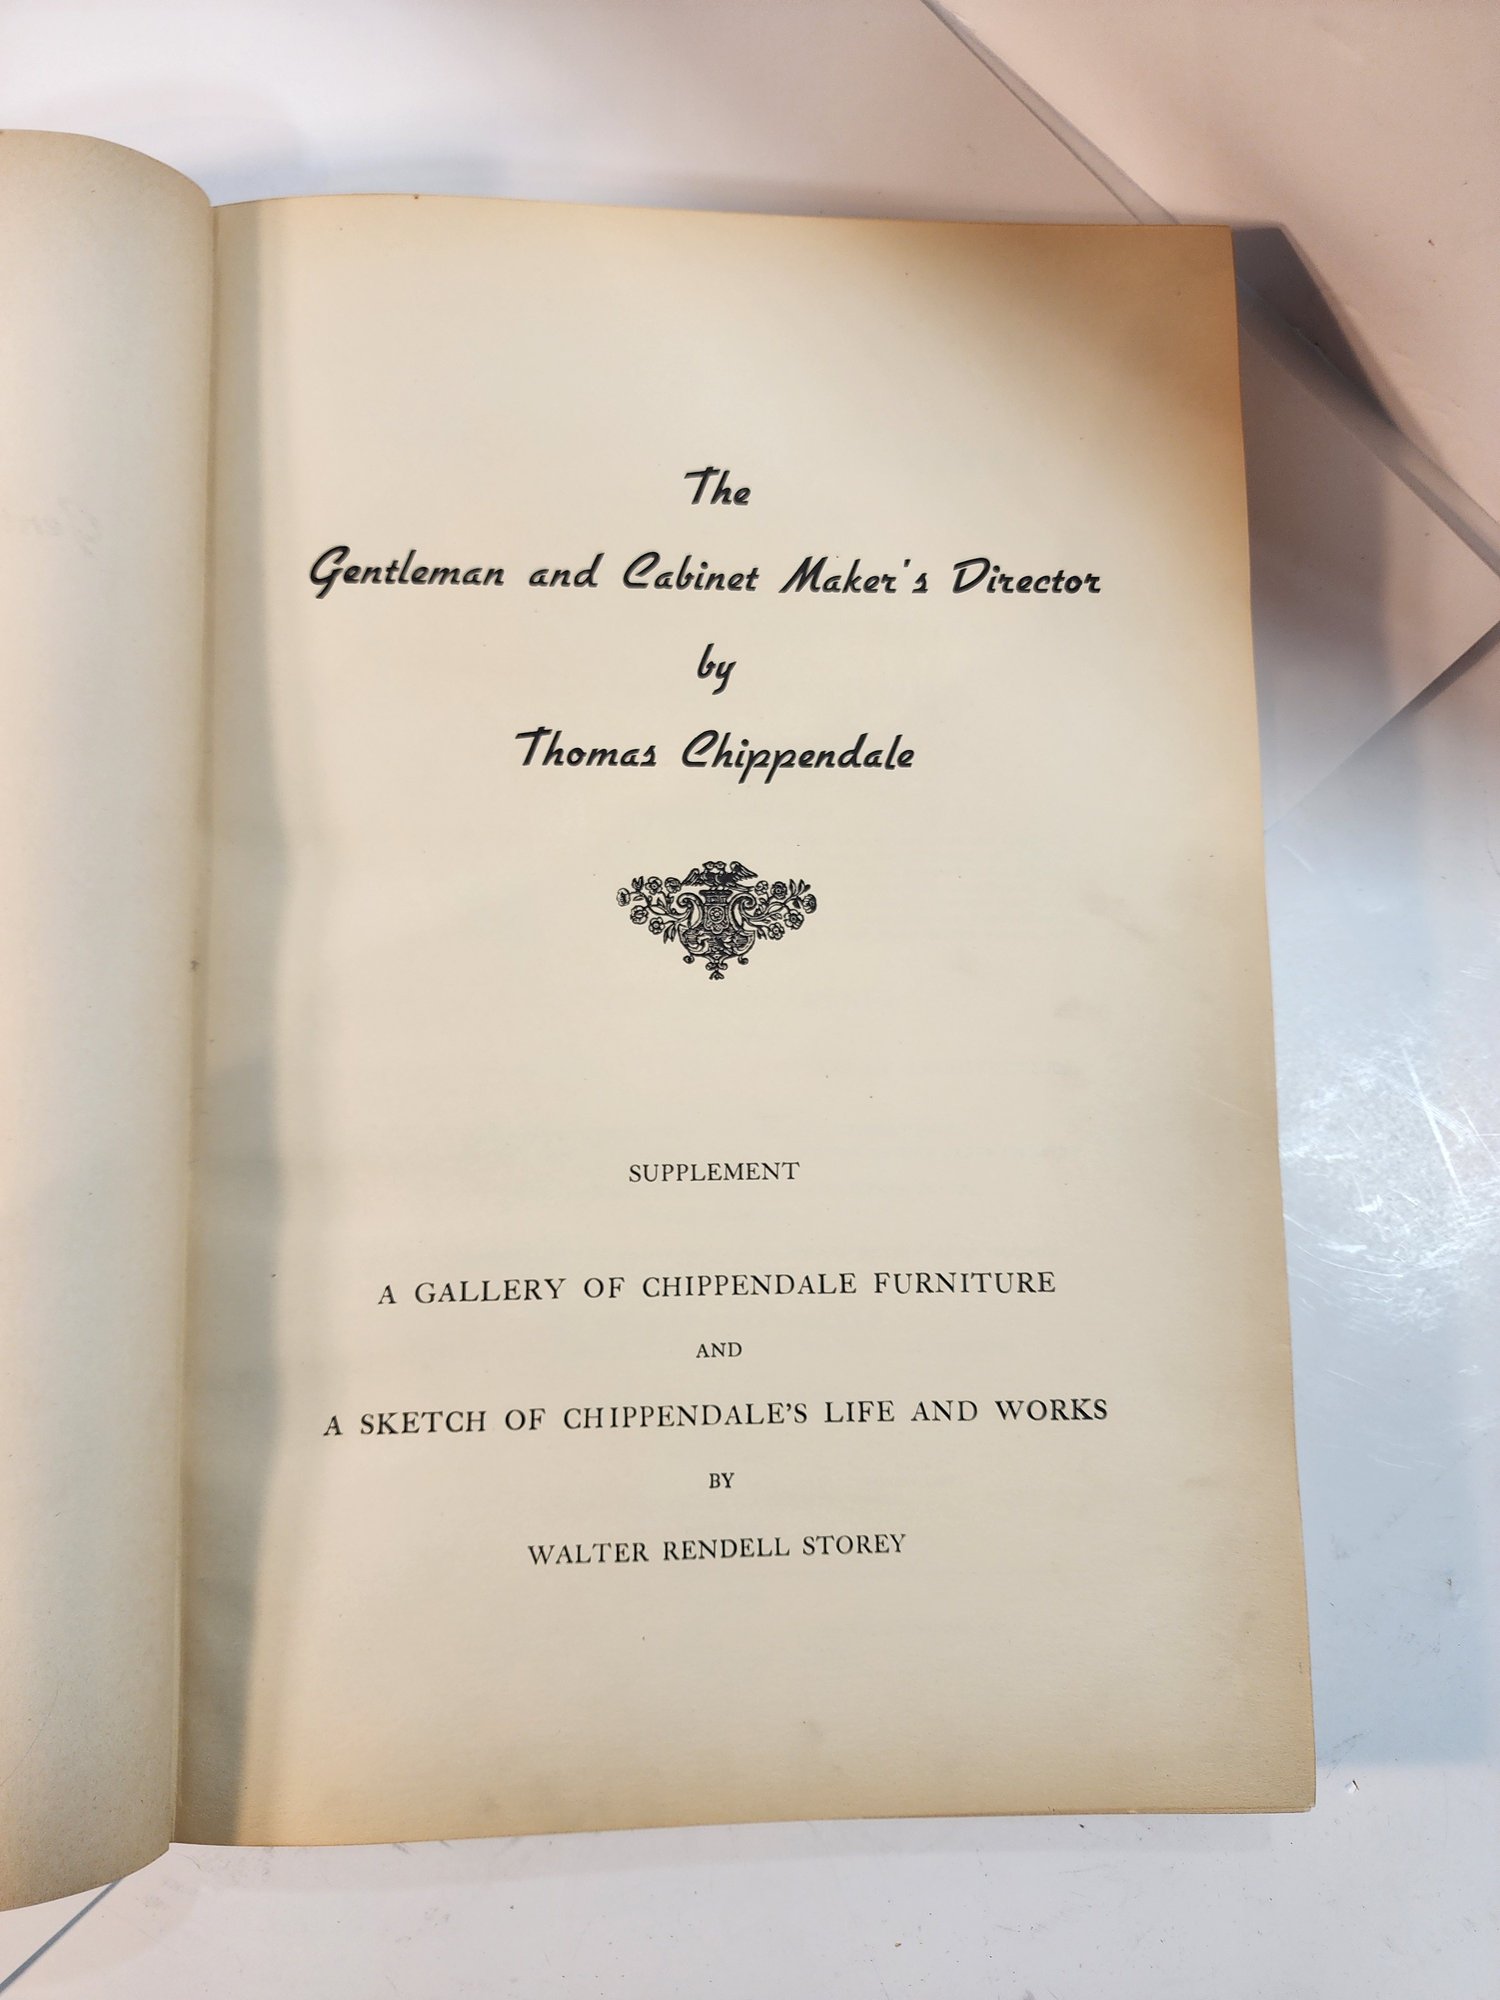 The
Gentleman and Cabinet Maker's Director
by
Thomas Chippendale
SUPPLEMENT
A GALLERY OF CHIPPENDALE FURNITURE
AND
A SKETCH OF CHIPPENDALE'S LIFE AND WORKS
BY
WALTER RENDELL STOREY